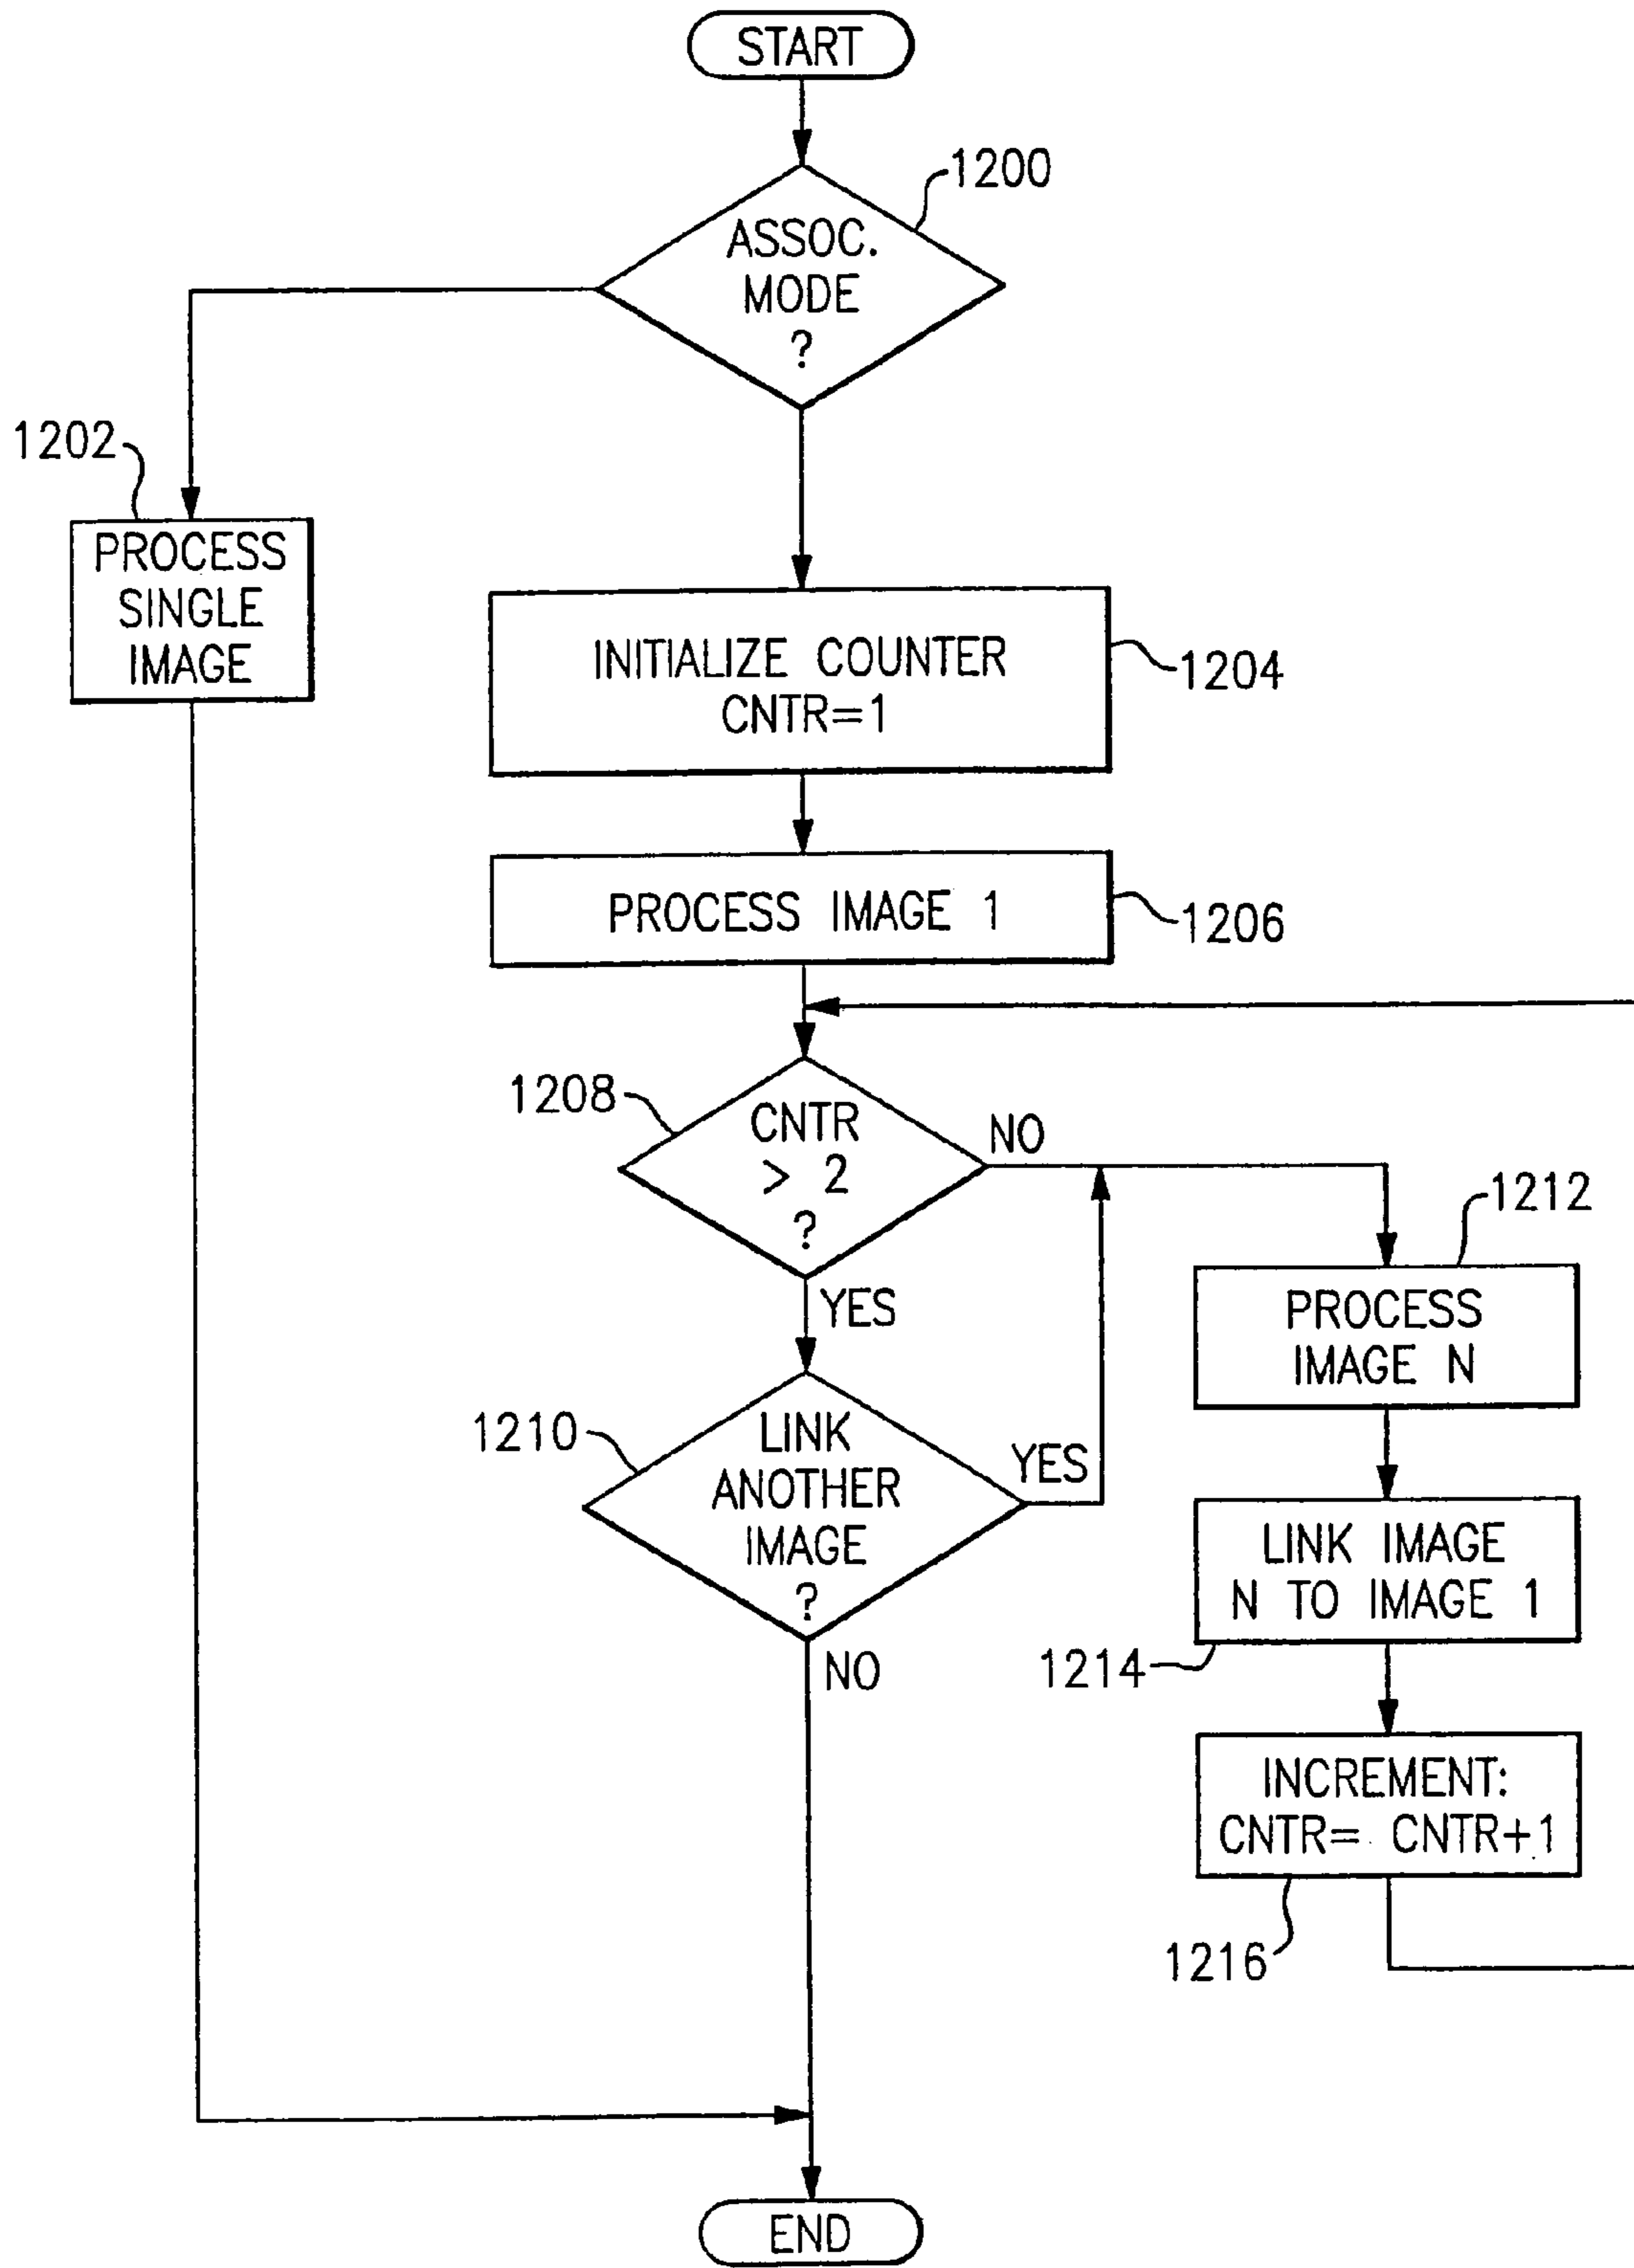 START
1200
ASSOC.
MODE
?
1202
PROCESS
SINGLE
IMAGE
INITIALIZE COUNTER
CNTR=1
1204
PROCESS IMAGE 1
1206
1208
CNTR
> 2
?
NO
YES
1210
LINK
ANOTHER
IMAGE
?
YES
NO
1212
PROCESS
IMAGE N
LINK IMAGE
N TO IMAGE 1
1214
INCREMENT:
CNTR= CNTR+1
1216
END